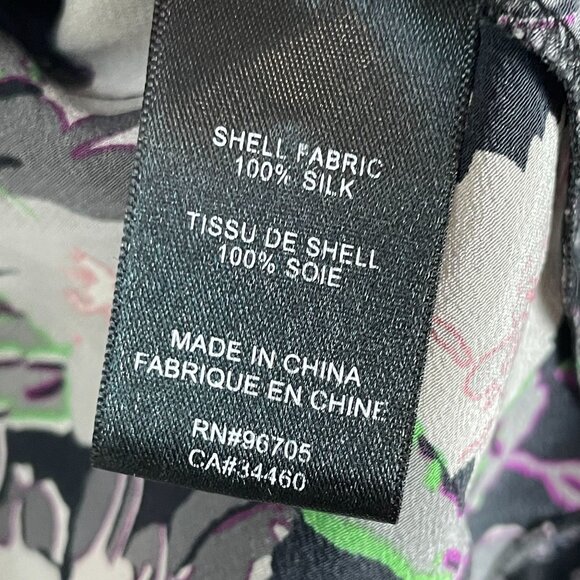 SHELL FABRIC
100% SILK
TISSU DE SHELL
100% SOIE
MADE IN CHINA
FABRIQUE EN CHINE
RN#96705
CA#34460